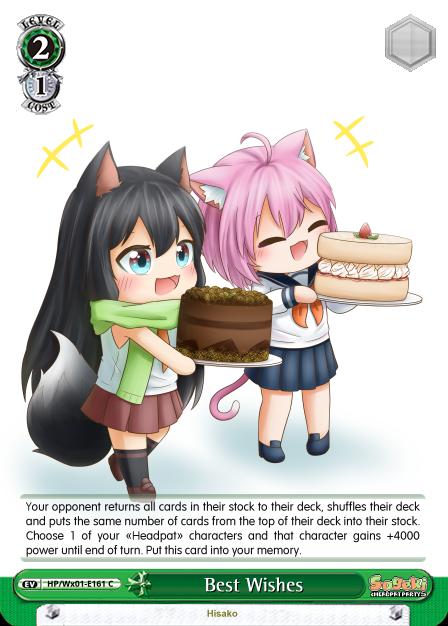 LEVEL
2
1
COST
Your opponent returns all cards in their stock to their deck, shuffles their deck
and puts the same number of cards from the top of their deck into their stock.
Choose 1 of your «Headpat» characters and that character gains +4000
power until end of turn. Put this card into your memory.
EV HP/Wx01-E161 C Best Wishes
HEADPAT PARTY
Hisako